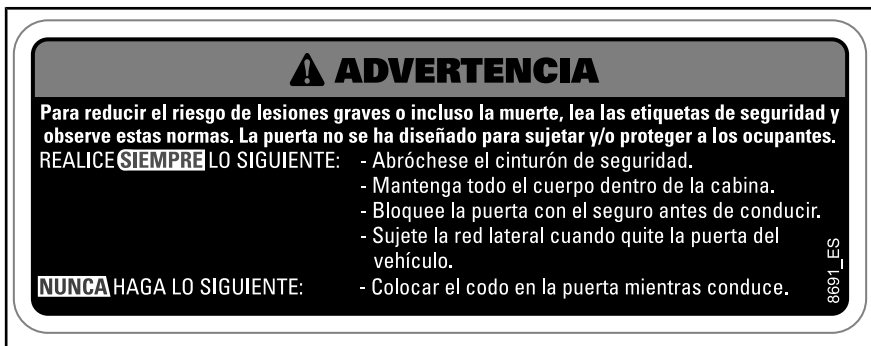 ADVERTENCIA
Para reducir el riesgo de lesiones graves o incluso la muerte, lea las etiquetas de seguridad y
observe estas normas. La puerta no se ha diseñado para sujetar y/o proteger a los ocupantes.
REALICE SIEMPRE LO SIGUIENTE: - Abróchese el cinturón de seguridad.
- Mantenga todo el cuerpo dentro de la cabina.
- Bloquee la puerta con el seguro antes de conducir.
- Sujete la red lateral cuando quite la puerta del
vehículo.
NUNCA HAGA LO SIGUIENTE: - Colocar el codo en la puerta mientras conduce.
8691_ES